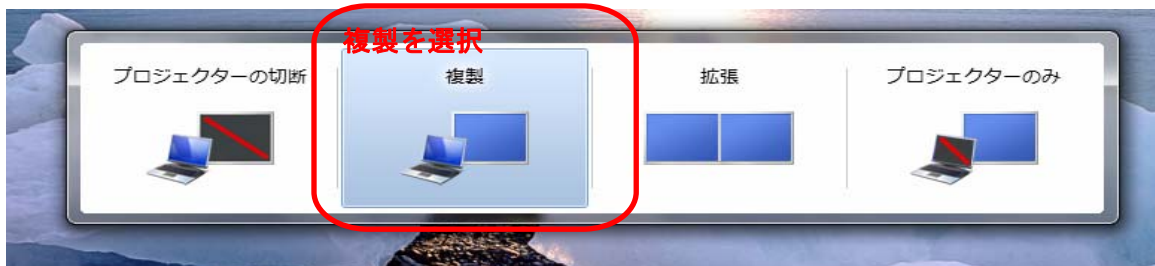 複製を選択
プロジェクターの切断
複製
拡張
プロジェクターのみ